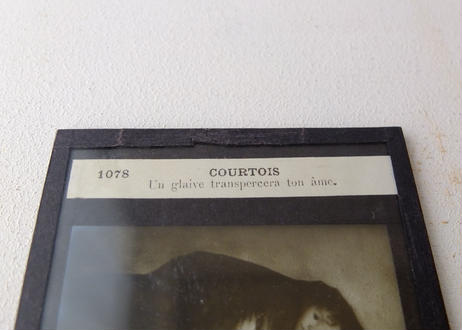 1078 COURTOIS
Un glaive transpercera ton âme.